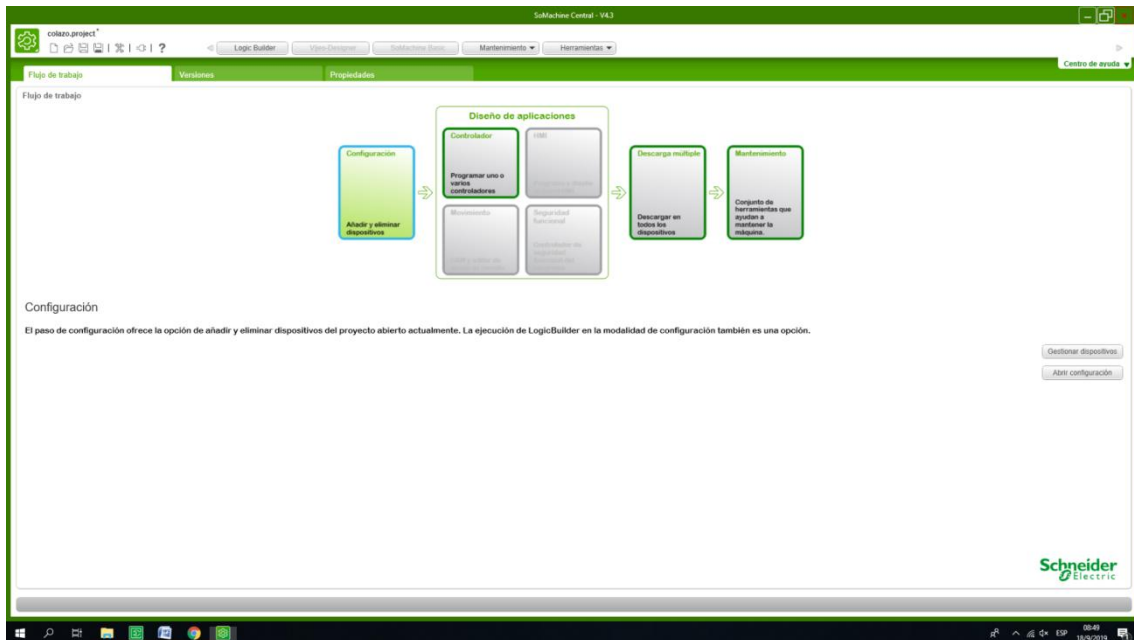 SoMachine Central - V4.3
colazo.project*
Logic Builder
Vijeo-Designer
SoMachine Basic
Mantenimiento
Herramientas
Centro de ayuda
Flujo de trabajo
Versiones
Propiedades
Flujo de trabajo
Diseño de aplicaciones
Configuración
Añadir y eliminar
dispositivos
Controlador
Programar uno o
varios
controladores
HMI
Movimiento
Seguridad
funcional
Descarga múltiple
Descargar en
todos los
dispositivos
Mantenimiento
Conjunto de
herramientas que
ayudan a
mantener la
máquina.
Configuración
El paso de configuración ofrece la opción de añadir y eliminar dispositivos del proyecto abierto actualmente. La ejecución de LogicBuilder en la modalidad de configuración también es una opción.
Gestionar dispositivos
Abrir configuración
Schneider
Electric
ESP
08:49
18/9/2019